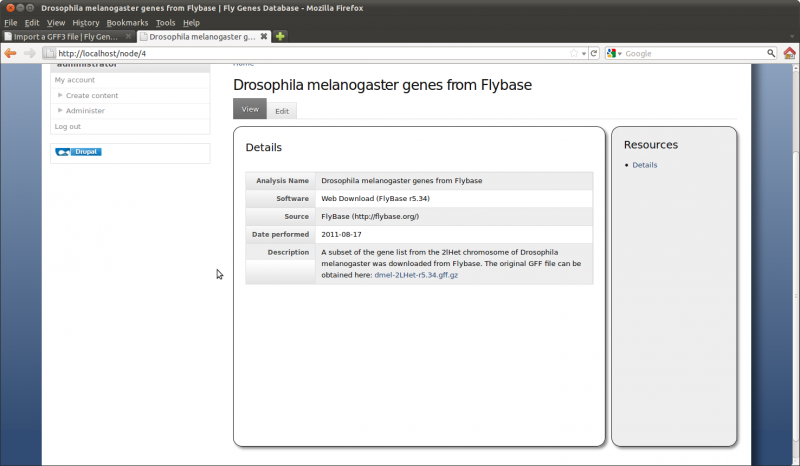 Drosophila melanogaster genes from Flybase | Fly Genes Database - Mozilla Firefox
File Edit View History Bookmarks Tools Help
Import a GFF3 file | Fly Gen... Drosophila melanogaster g...
http://localhost/node/4 Google
administrator
Home
My account
Create content
Administer
Log out
Drupal
Drosophila melanogaster genes from Flybase
View Edit
Details
Analysis Name Drosophila melanogaster genes from Flybase
Software Web Download (FlyBase r5.34)
Source FlyBase (http://flybase.org/)
Date performed 2011-08-17
Description A subset of the gene list from the 2lHet chromosome of Drosophila
melanogaster was downloaded from Flybase. The original GFF file can be
obtained here: dmel-2LHet-r5.34.gff.gz
Resources
Details